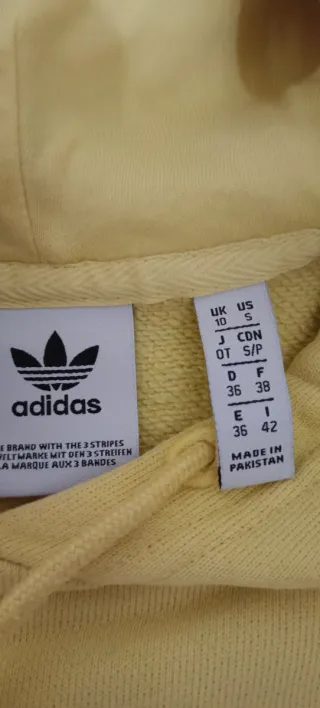 adidas
BRAND WITH THE 3 STRIPES
MIT DEN 3 STREIFEN
LA MARQUE AUX 3 BANDES
UK US
10 S
J CDN
OT S/P
D F
36 38
E I
36 42
MADE IN
PAKISTAN